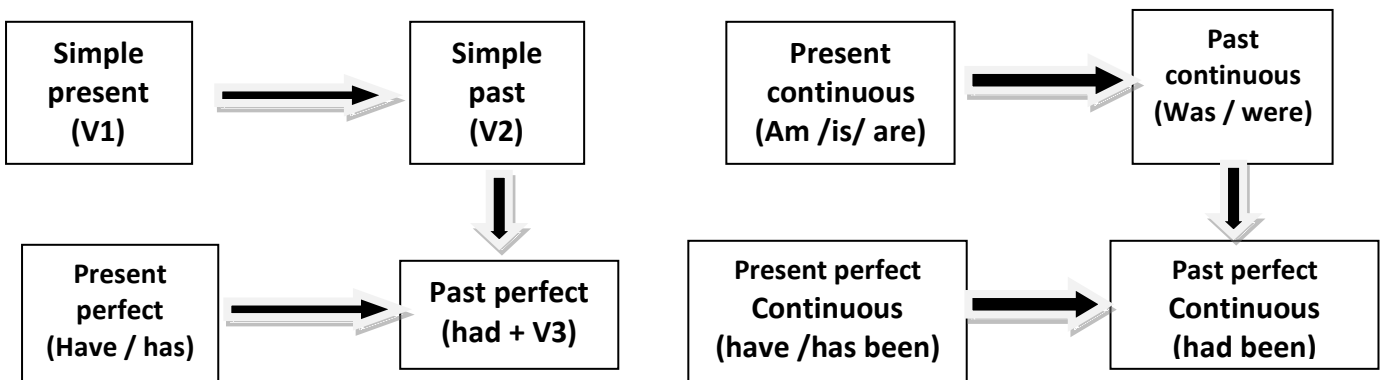 Simple
present
(V1)
Simple
past
(V2)
Present
continuous
(Am /is/ are)
Past
continuous
(Was / were)
Present
perfect
(Have / has)
Past perfect
(had + V3)
Present perfect
Continuous
(have /has been)
Past perfect
Continuous
(had been)